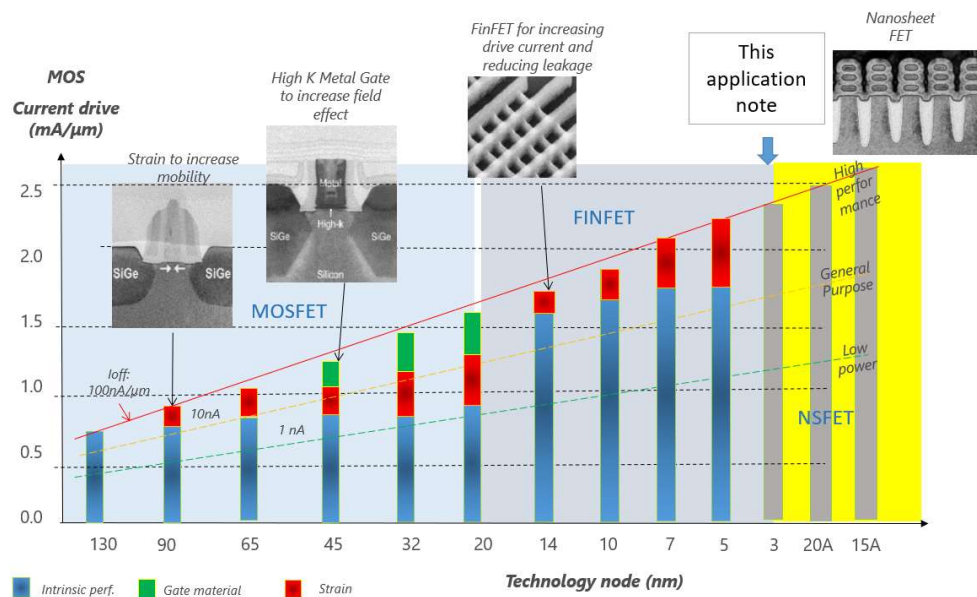 MOS
Current drive
(mA/µm)
Strain to increase
mobility
High K Metal Gate
to increase field
effect
FinFET for increasing
drive current and
reducing leakage
This
application
note
Nanosheet
FET
2.5
2.0
1.5
1.0
0.5
0.0
SiGe
SiGe
Metal
High-k
SiGe
SiGe
Silicon
MOSFET
FINFET
NSFET
High
perfor
mance
General
Purpose
Low
power
Ioff:
100nA/µm
10nA
1 nA
130
90
65
45
32
20
14
10
7
5
3
20A
15A
Technology node (nm)
Intrinsic perf.
Gate material
Strain